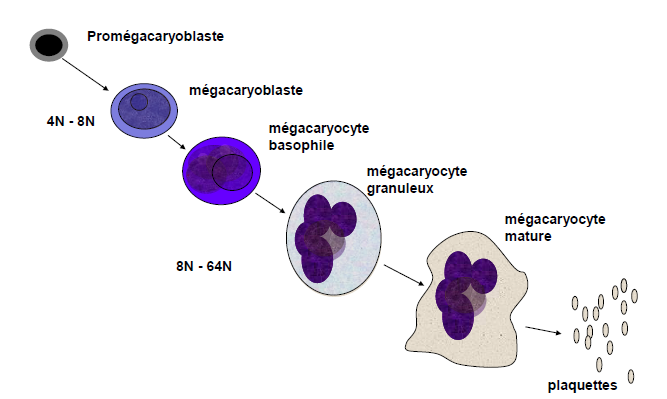 Promégacaryoblaste
mégacaryoblaste
4N - 8N
mégacaryocyte
basophile
mégacaryocyte
granuleux
mégacaryocyte
mature
8N - 64N
plaquettes